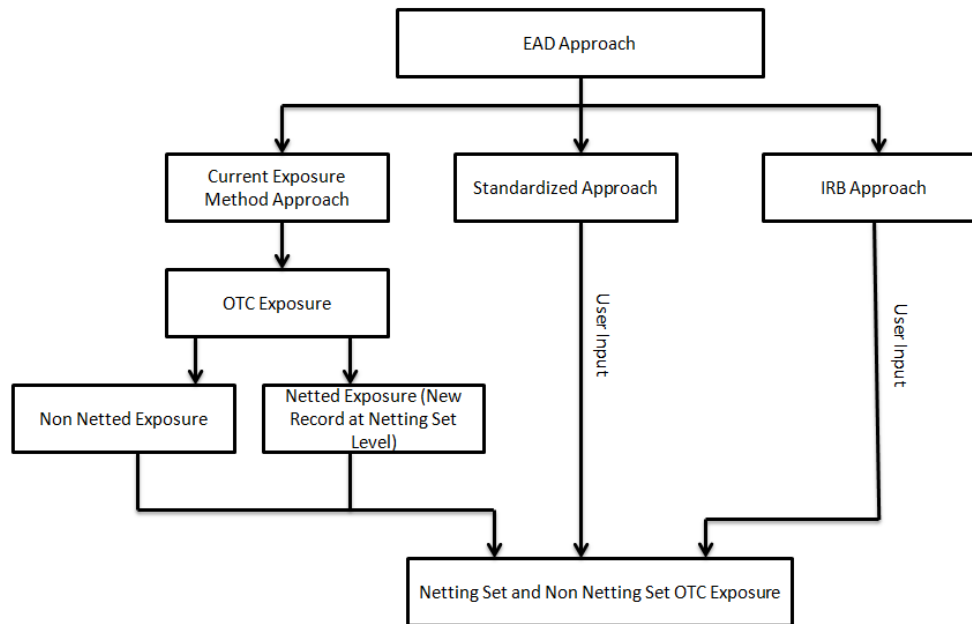 EAD Approach
Current Exposure
Method Approach
Standardized Approach
IRB Approach
OTC Exposure
User Input
User Input
Non Netted Exposure
Netted Exposure (New
Record at Netting Set
Level)
Netting Set and Non Netting Set OTC Exposure